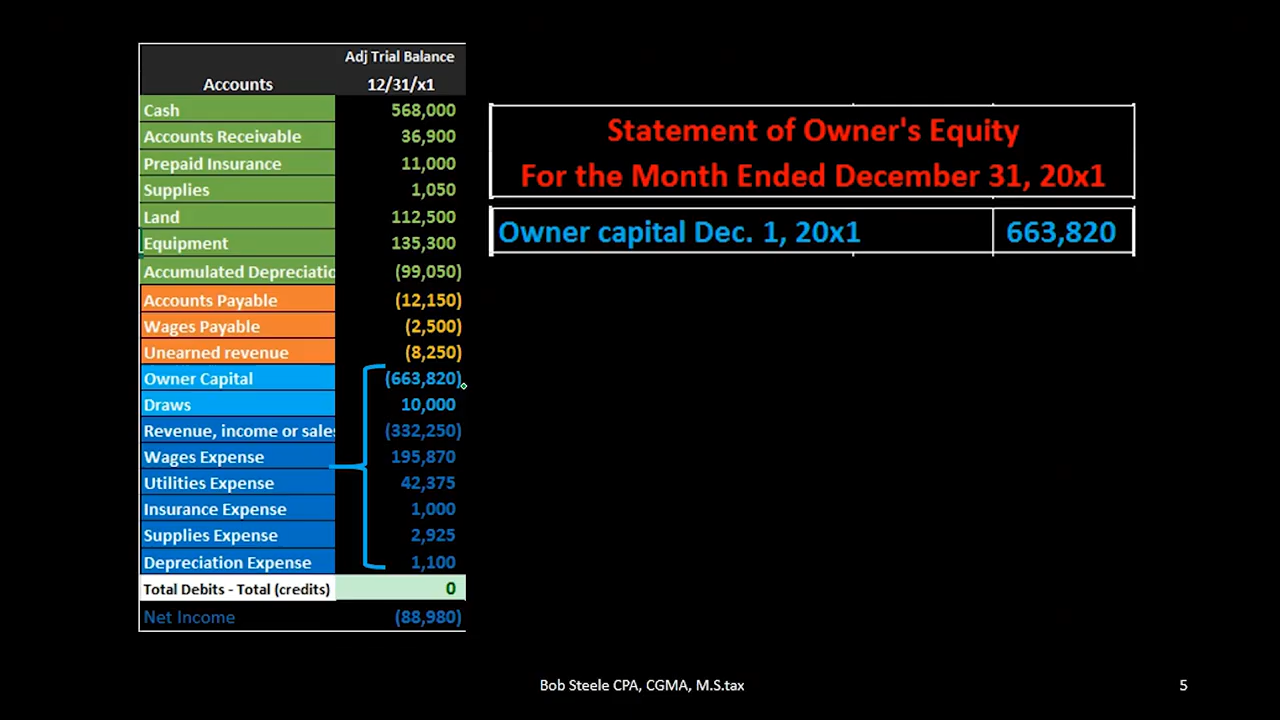 Adj Trial Balance
Accounts 12/31/x1
Cash 568,000
Accounts Receivable 36,900
Prepaid Insurance 11,000
Supplies 1,050
Land 112,500
Equipment 135,300
Accumulated Depreciatio (99,050)
Accounts Payable (12,150)
Wages Payable (2,500)
Unearned revenue (8,250)
Owner Capital (663,820)
Draws 10,000
Revenue, income or sales (332,250)
Wages Expense 195,870
Utilities Expense 42,375
Insurance Expense 1,000
Supplies Expense 2,925
Depreciation Expense 1,100
Total Debits - Total (credits) 0
Net Income (88,980)
Statement of Owner's Equity
For the Month Ended December 31, 20x1
Owner capital Dec. 1, 20x1 663,820
Bob Steele CPA, CGMA, M.S.tax
5